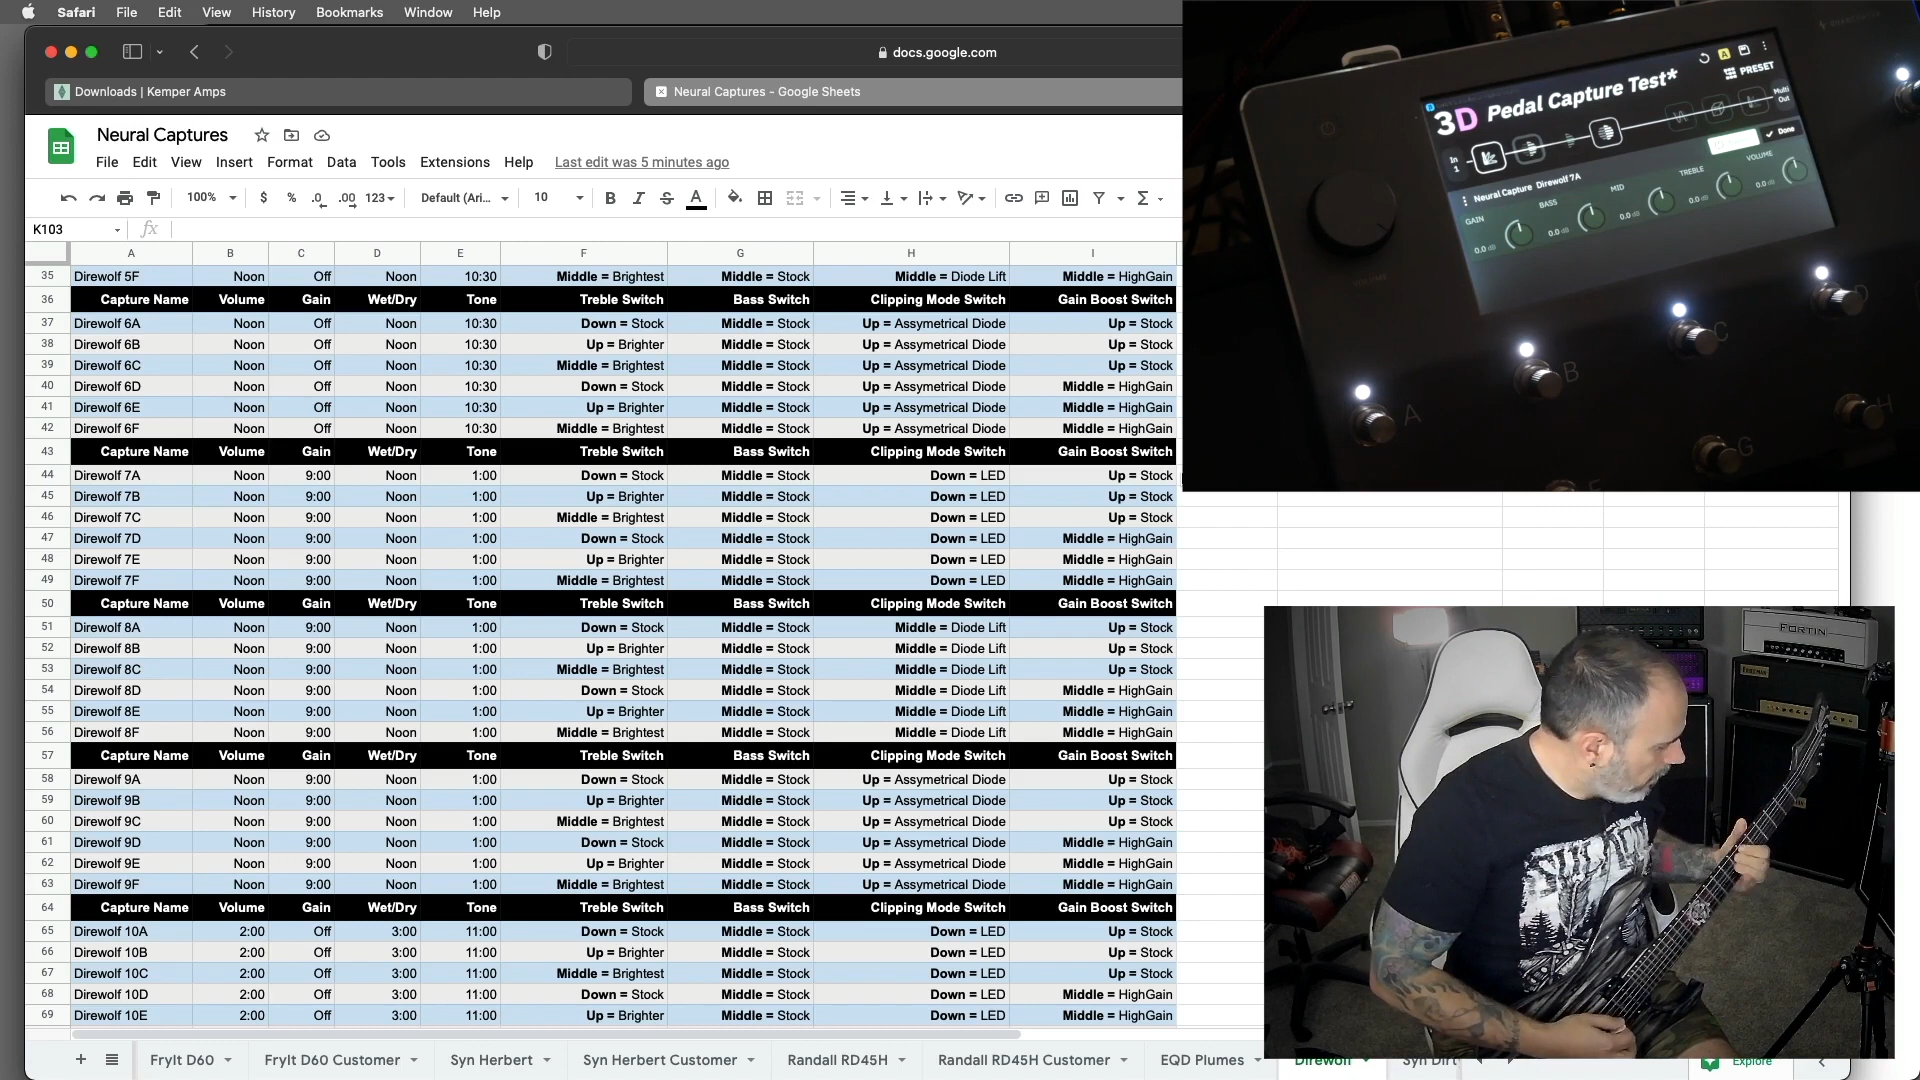 Safari File Edit View History Bookmarks Window Help
docs.google.com
Downloads | Kemper Amps
Neural Captures - Google Sheets
Neural Captures
File Edit View Insert Format Data Tools Extensions Help Last edit was 5 minutes ago
100% $ % .0 .00 123 Default (Ari... 10 B I S A
K103 fx
A B C D E F G H I
35 Direwolf 5F Noon Off Noon 10:30 Middle = Brightest Middle = Stock Middle = Diode Lift Middle = HighGain
36 Capture Name Volume Gain Wet/Dry Tone Treble Switch Bass Switch Clipping Mode Switch Gain Boost Switch
37 Direwolf 6A Noon Off Noon 10:30 Down = Stock Middle = Stock Up = Assymetrical Diode Up = Stock
38 Direwolf 6B Noon Off Noon 10:30 Up = Brighter Middle = Stock Up = Assymetrical Diode Up = Stock
39 Direwolf 6C Noon Off Noon 10:30 Middle = Brightest Middle = Stock Up = Assymetrical Diode Up = Stock
40 Direwolf 6D Noon Off Noon 10:30 Down = Stock Middle = Stock Up = Assymetrical Diode Middle = HighGain
41 Direwolf 6E Noon Off Noon 10:30 Up = Brighter Middle = Stock Up = Assymetrical Diode Middle = HighGain
42 Direwolf 6F Noon Off Noon 10:30 Middle = Brightest Middle = Stock Up = Assymetrical Diode Middle = HighGain
43 Capture Name Volume Gain Wet/Dry Tone Treble Switch Bass Switch Clipping Mode Switch Gain Boost Switch
44 Direwolf 7A Noon 9:00 Noon 1:00 Down = Stock Middle = Stock Down = LED Up = Stock
45 Direwolf 7B Noon 9:00 Noon 1:00 Up = Brighter Middle = Stock Down = LED Up = Stock
46 Direwolf 7C Noon 9:00 Noon 1:00 Middle = Brightest Middle = Stock Down = LED Up = Stock
47 Direwolf 7D Noon 9:00 Noon 1:00 Down = Stock Middle = Stock Down = LED Middle = HighGain
48 Direwolf 7E Noon 9:00 Noon 1:00 Up = Brighter Middle = Stock Down = LED Middle = HighGain
49 Direwolf 7F Noon 9:00 Noon 1:00 Middle = Brightest Middle = Stock Down = LED Middle = HighGain
50 Capture Name Volume Gain Wet/Dry Tone Treble Switch Bass Switch Clipping Mode Switch Gain Boost Switch
51 Direwolf 8A Noon 9:00 Noon 1:00 Down = Stock Middle = Stock Middle = Diode Lift Up = Stock
52 Direwolf 8B Noon 9:00 Noon 1:00 Up = Brighter Middle = Stock Middle = Diode Lift Up = Stock
53 Direwolf 8C Noon 9:00 Noon 1:00 Middle = Brightest Middle = Stock Middle = Diode Lift Up = Stock
54 Direwolf 8D Noon 9:00 Noon 1:00 Down = Stock Middle = Stock Middle = Diode Lift Middle = HighGain
55 Direwolf 8E Noon 9:00 Noon 1:00 Up = Brighter Middle = Stock Middle = Diode Lift Middle = HighGain
56 Direwolf 8F Noon 9:00 Noon 1:00 Middle = Brightest Middle = Stock Middle = Diode Lift Middle = HighGain
57 Capture Name Volume Gain Wet/Dry Tone Treble Switch Bass Switch Clipping Mode Switch Gain Boost Switch
58 Direwolf 9A Noon 9:00 Noon 1:00 Down = Stock Middle = Stock Up = Assymetrical Diode Up = Stock
59 Direwolf 9B Noon 9:00 Noon 1:00 Up = Brighter Middle = Stock Up = Assymetrical Diode Up = Stock
60 Direwolf 9C Noon 9:00 Noon 1:00 Middle = Brightest Middle = Stock Up = Assymetrical Diode Up = Stock
61 Direwolf 9D Noon 9:00 Noon 1:00 Down = Stock Middle = Stock Up = Assymetrical Diode Middle = HighGain
62 Direwolf 9E Noon 9:00 Noon 1:00 Up = Brighter Middle = Stock Up = Assymetrical Diode Middle = HighGain
63 Direwolf 9F Noon 9:00 Noon 1:00 Middle = Brightest Middle = Stock Up = Assymetrical Diode Middle = HighGain
64 Capture Name Volume Gain Wet/Dry Tone Treble Switch Bass Switch Clipping Mode Switch Gain Boost Switch
65 Direwolf 10A 2:00 Off 3:00 11:00 Down = Stock Middle = Stock Down = LED Up = Stock
66 Direwolf 10B 2:00 Off 3:00 11:00 Up = Brighter Middle = Stock Down = LED Up = Stock
67 Direwolf 10C 2:00 Off 3:00 11:00 Middle = Brightest Middle = Stock Down = LED Up = Stock
68 Direwolf 10D 2:00 Off 3:00 11:00 Down = Stock Middle = Stock Down = LED Middle = HighGain
69 Direwolf 10E 2:00 Off 3:00 11:00 Up = Brighter Middle = Stock Down = LED Middle = HighGain
FryIt D60 FryIt D60 Customer Syn Herbert Syn Herbert Customer Randall RD45H Randall RD45H Customer EQD Plumes Direwolf Syn Dirt Explore
3D Pedal Capture Test*
A
PRESET
In 1
Multi Out
Done
Neural Capture Direwolf 7A
GAIN BASS MID TREBLE VOLUME
0.0 dB 0.0 dB 0.0 dB 0.0 dB 0.0 dB
VOLUME
A B C D
E G H
FORTIN